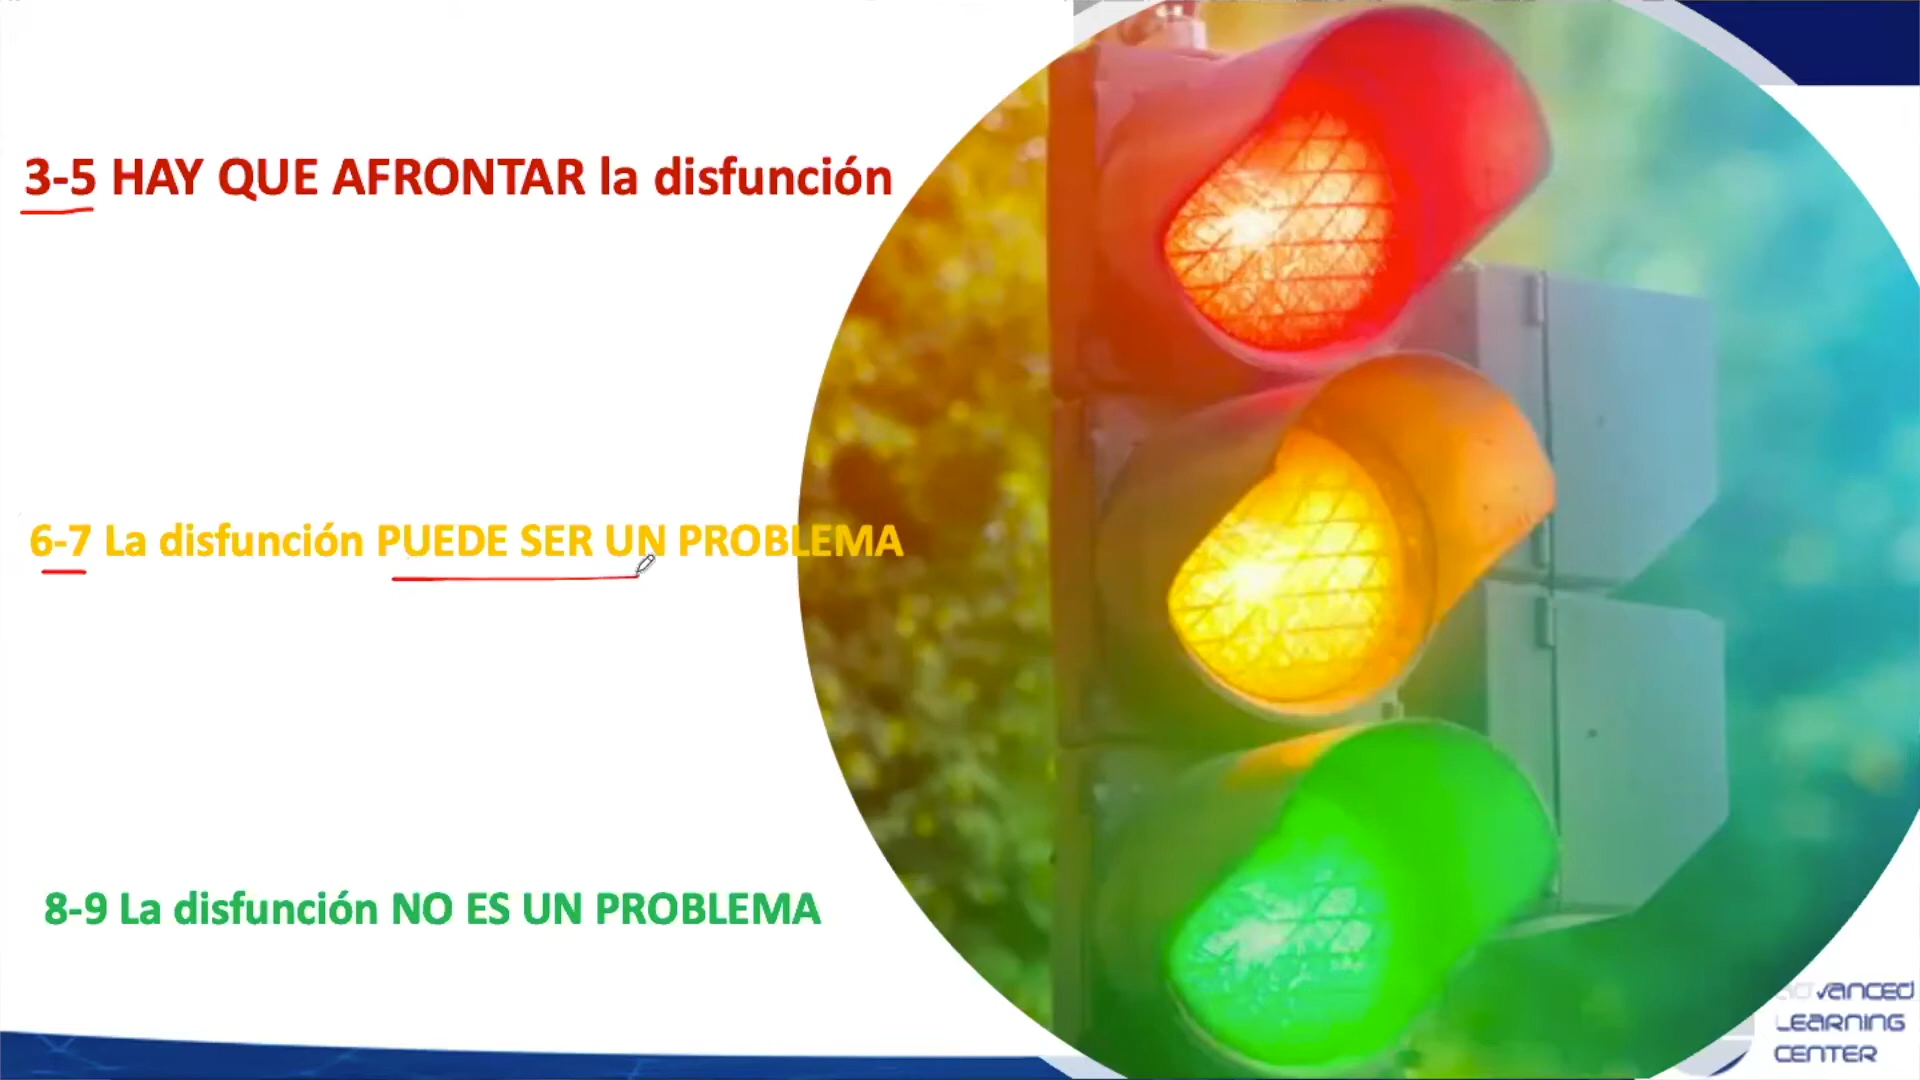 3-5 HAY QUE AFRONTAR la disfunción
6-7 La disfunción PUEDE SER UN PROBLEMA
8-9 La disfunción NO ES UN PROBLEMA
advanced
Learning
center